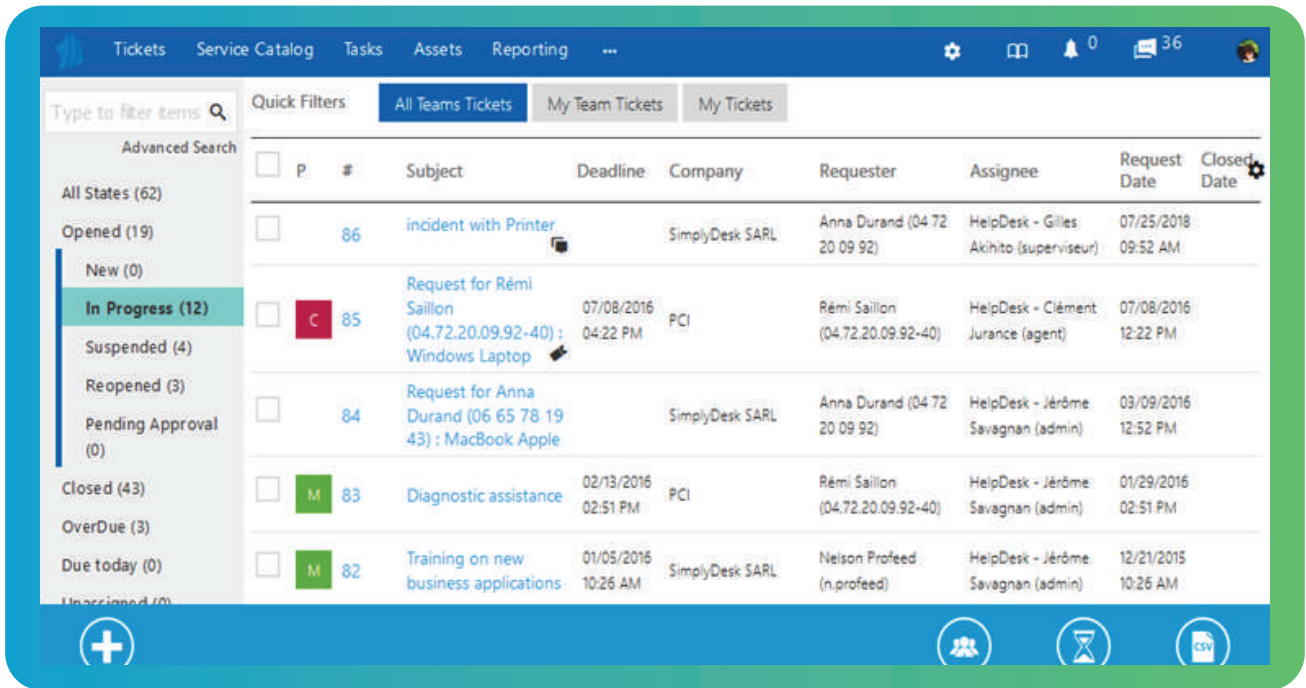 Tickets Service Catalog Tasks Assets Reporting ... 0 36
Type to filter items
Advanced Search
All States (62)
Opened (19)
New (0)
In Progress (12)
Suspended (4)
Reopened (3)
Pending Approval
(0)
Closed (43)
OverDue (3)
Due today (0)
Unassigned (0)
Quick Filters All Teams Tickets My Team Tickets My Tickets
P # Subject Deadline Company Requester Assignee Request Date Closed Date
86 incident with Printer SimplyDesk SARL Anna Durand (04 72 20 09 92) HelpDesk - Gilles Akihito (superviseur) 07/25/2018 09:52 AM
C 85 Request for Rémi Saillon (04.72.20.09.92-40) : Windows Laptop 07/08/2016 04:22 PM PCI Rémi Saillon (04.72.20.09.92-40) HelpDesk - Clément Jurance (agent) 07/08/2016 12:22 PM
84 Request for Anna Durand (06 65 78 19 43) : MacBook Apple SimplyDesk SARL Anna Durand (04 72 20 09 92) HelpDesk - Jérôme Savagnan (admin) 03/09/2016 12:52 PM
M 83 Diagnostic assistance 02/13/2016 02:51 PM PCI Rémi Saillon (04.72.20.09.92-40) HelpDesk - Jérôme Savagnan (admin) 01/29/2016 02:51 PM
M 82 Training on new business applications 01/05/2016 10:26 AM SimplyDesk SARL Nelson Profeed (n.profeed) HelpDesk - Jérôme Savagnan (admin) 12/21/2015 10:26 AM
CSV